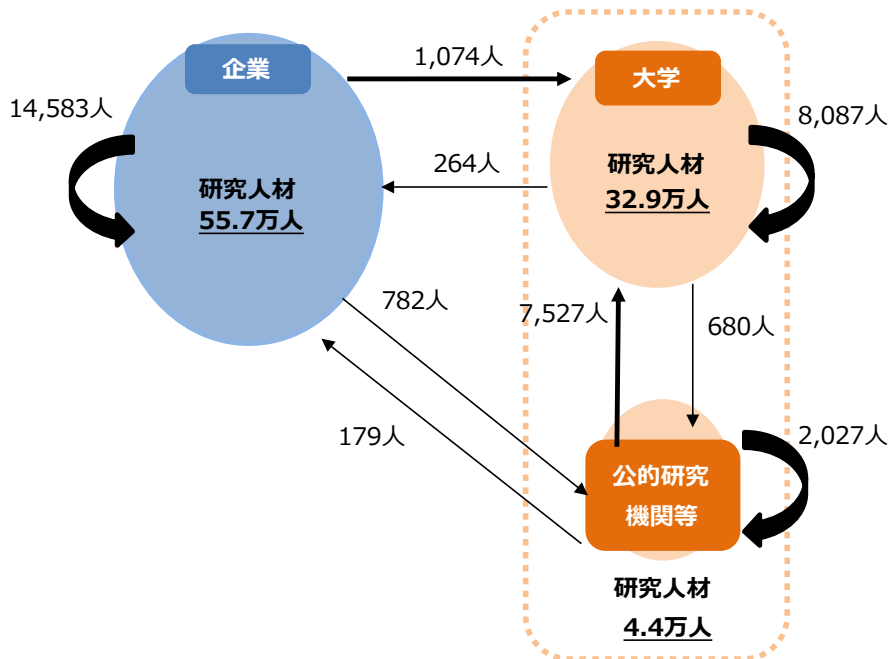 企業
1,074人
大学
14,583人
8,087人
264人
研究人材
55.7万人
研究人材
32.9万人
782人
7,527人
680人
179人
2,027人
公的研究
機関等
研究人材
4.4万人